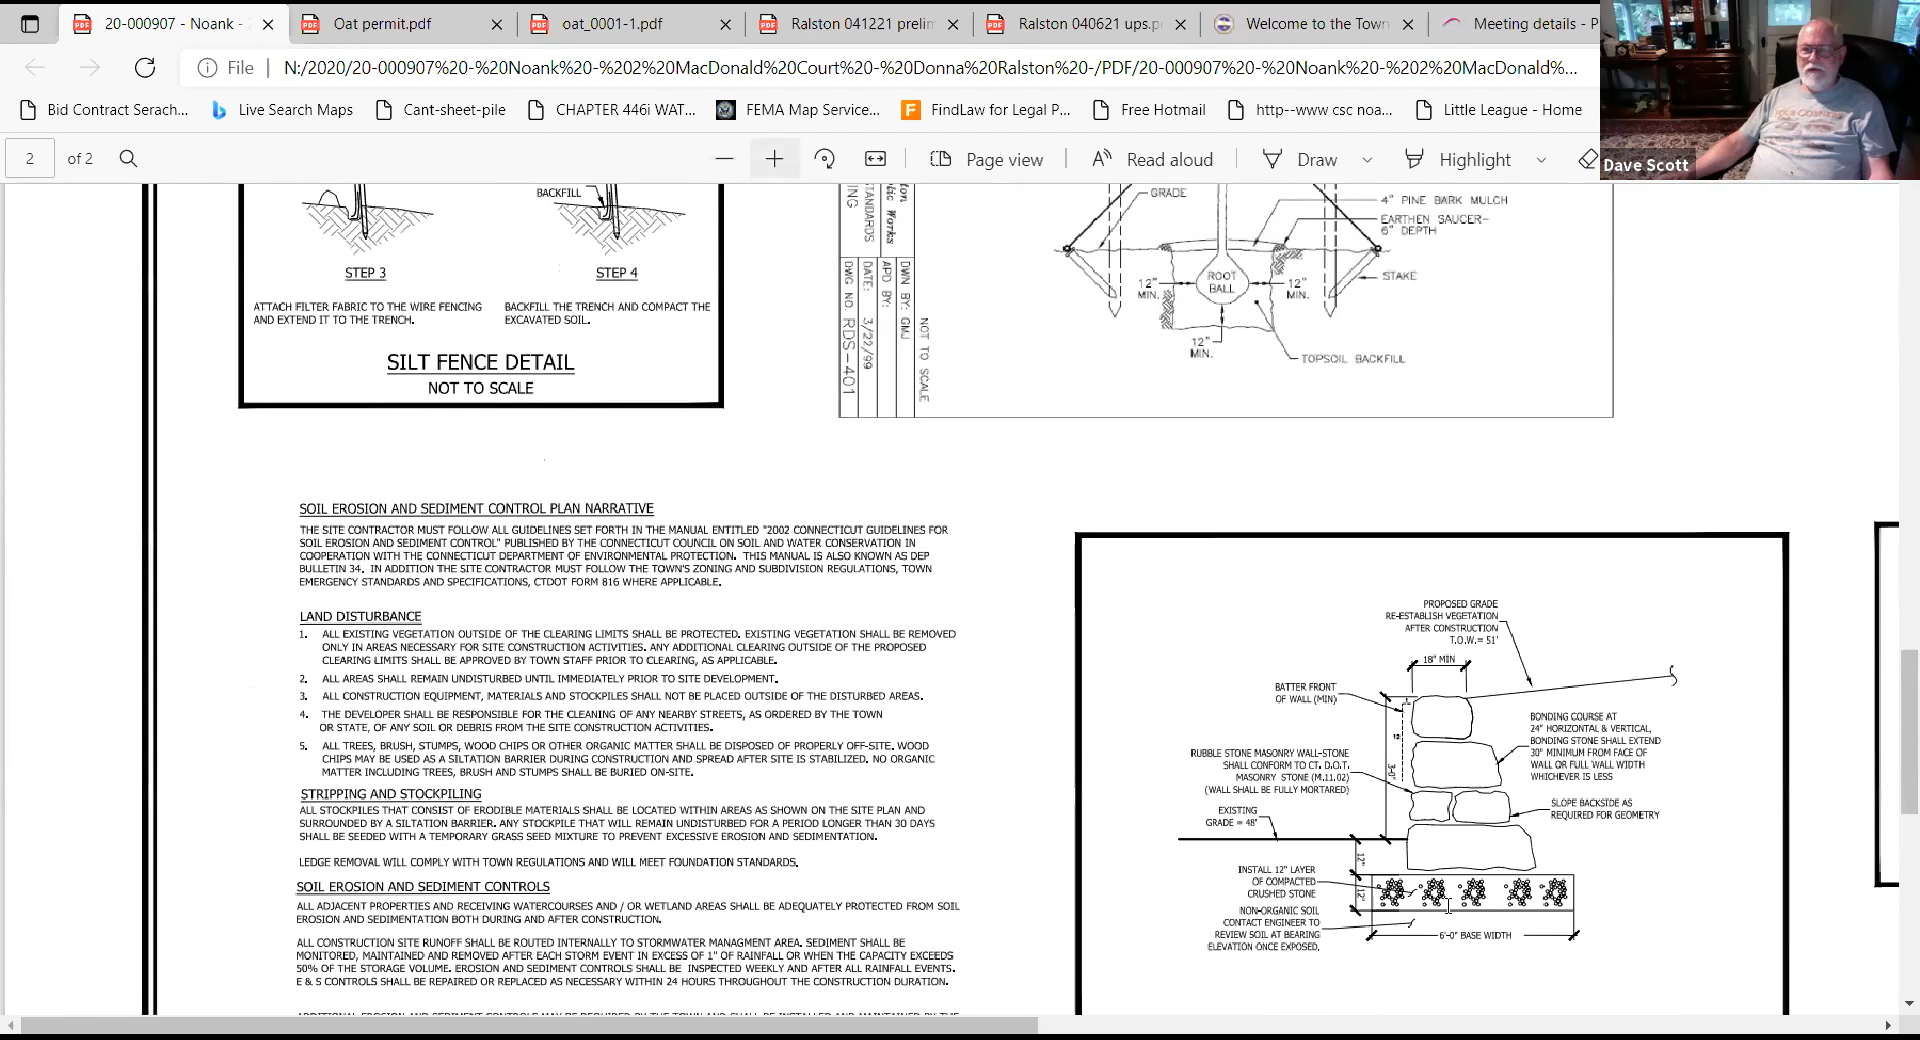 20-000907 - Noank -
Oat permit.pdf
oat_0001-1.pdf
Ralston 041221 prelim
Ralston 040621 ups.p
Welcome to the Town
Meeting details - P
File
N:/2020/20-000907%20-%20Noank%20-%202%20MacDonald%20Court%20-%20Donna%20Ralston%20-/PDF/20-000907%20-%20Noank%20-%202%20MacDonald%...
Bid Contract Serach...
Live Search Maps
Cant-sheet-pile
CHAPTER 446i WAT...
FEMA Map Service...
FindLaw for Legal P...
Free Hotmail
http--www csc noa...
Little League - Home
2 of 2
Page view
Read aloud
Draw
Highlight
Dave Scott
BACKFILL
STEP 3
STEP 4
ATTACH FILTER FABRIC TO THE WIRE FENCING
AND EXTEND IT TO THE TRENCH.
BACKFILL THE TRENCH AND COMPACT THE
EXCAVATED SOIL.
SILT FENCE DETAIL
NOT TO SCALE
ton
ic Works
STANDARDS
ING
DWN BY: GMJ
APD BY:
DATE: 3/22/99
DWG NO. RDS-401
NOT TO SCALE
GRADE
4" PINE BARK MULCH
EARTHEN SAUCER-
6" DEPTH
STAKE
ROOT
BALL
12"
MIN.
12"
MIN.
12"
MIN.
TOPSOIL BACKFILL
SOIL EROSION AND SEDIMENT CONTROL PLAN NARRATIVE
THE SITE CONTRACTOR MUST FOLLOW ALL GUIDELINES SET FORTH IN THE MANUAL ENTITLED "2002 CONNECTICUT GUIDELINES FOR
SOIL EROSION AND SEDIMENT CONTROL" PUBLISHED BY THE CONNECTICUT COUNCIL ON SOIL AND WATER CONSERVATION IN
COOPERATION WITH THE CONNECTICUT DEPARTMENT OF ENVIRONMENTAL PROTECTION. THIS MANUAL IS ALSO KNOWN AS DEP
BULLETIN 34. IN ADDITION THE SITE CONTRACTOR MUST FOLLOW THE TOWN'S ZONING AND SUBDIVISION REGULATIONS, TOWN
EMERGENCY STANDARDS AND SPECIFICATIONS, CTDOT FORM 816 WHERE APPLICABLE.
LAND DISTURBANCE
1. ALL EXISTING VEGETATION OUTSIDE OF THE CLEARING LIMITS SHALL BE PROTECTED. EXISTING VEGETATION SHALL BE REMOVED
ONLY IN AREAS NECESSARY FOR SITE CONSTRUCTION ACTIVITIES. ANY ADDITIONAL CLEARING OUTSIDE OF THE PROPOSED
CLEARING LIMITS SHALL BE APPROVED BY TOWN STAFF PRIOR TO CLEARING, AS APPLICABLE.
2. ALL AREAS SHALL REMAIN UNDISTURBED UNTIL IMMEDIATELY PRIOR TO SITE DEVELOPMENT.
3. ALL CONSTRUCTION EQUIPMENT, MATERIALS AND STOCKPILES SHALL NOT BE PLACED OUTSIDE OF THE DISTURBED AREAS.
4. THE DEVELOPER SHALL BE RESPONSIBLE FOR THE CLEANING OF ANY NEARBY STREETS, AS ORDERED BY THE TOWN
OR STATE, OF ANY SOIL OR DEBRIS FROM THE SITE CONSTRUCTION ACTIVITIES.
5. ALL TREES, BRUSH, STUMPS, WOOD CHIPS OR OTHER ORGANIC MATTER SHALL BE DISPOSED OF PROPERLY OFF-SITE. WOOD
CHIPS MAY BE USED AS A SILTATION BARRIER DURING CONSTRUCTION AND SPREAD AFTER SITE IS STABILIZED. NO ORGANIC
MATTER INCLUDING TREES, BRUSH AND STUMPS SHALL BE BURIED ON-SITE.
STRIPPING AND STOCKPILING
ALL STOCKPILES THAT CONSIST OF ERODIBLE MATERIALS SHALL BE LOCATED WITHIN AREAS AS SHOWN ON THE SITE PLAN AND
SURROUNDED BY A SILTATION BARRIER. ANY STOCKPILE THAT WILL REMAIN UNDISTURBED FOR A PERIOD LONGER THAN 30 DAYS
SHALL BE SEEDED WITH A TEMPORARY GRASS SEED MIXTURE TO PREVENT EXCESSIVE EROSION AND SEDIMENTATION.
LEDGE REMOVAL WILL COMPLY WITH TOWN REGULATIONS AND WILL MEET FOUNDATION STANDARDS.
SOIL EROSION AND SEDIMENT CONTROLS
ALL ADJACENT PROPERTIES AND RECEIVING WATERCOURSES AND / OR WETLAND AREAS SHALL BE ADEQUATELY PROTECTED FROM SOIL
EROSION AND SEDIMENTATION BOTH DURING AND AFTER CONSTRUCTION.
ALL CONSTRUCTION SITE RUNOFF SHALL BE ROUTED INTERNALLY TO STORMWATER MANAGMENT AREA. SEDIMENT SHALL BE
MONITORED, MAINTAINED AND REMOVED AFTER EACH STORM EVENT IN EXCESS OF 1" OF RAINFALL OR WHEN THE CAPACITY EXCEEDS
50% OF THE STORAGE VOLUME. EROSION AND SEDIMENT CONTROLS SHALL BE INSPECTED WEEKLY AND AFTER ALL RAINFALL EVENTS.
E & S CONTROLS SHALL BE REPAIRED OR REPLACED AS NECESSARY WITHIN 24 HOURS THROUGHOUT THE CONSTRUCTION DURATION.
PROPOSED GRADE
RE-ESTABLISH VEGETATION
AFTER CONSTRUCTION
T.O.W.= 51'
18" MIN
BATTER FRONT
OF WALL (MIN)
1
12
3'-0"
BONDING COURSE AT
24" HORIZONTAL & VERTICAL,
BONDING STONE SHALL EXTEND
30" MINIMUM FROM FACE OF
WALL OR FULL WALL WIDTH
WHICHEVER IS LESS
RUBBLE STONE MASONRY WALL-STONE
SHALL CONFORM TO CT. D.O.T.
MASONRY STONE (M.11.02)
(WALL SHALL BE FULLY MORTARED)
SLOPE BACKSIDE AS
REQUIRED FOR GEOMETRY
EXISTING
GRADE = 48'
12"
12"
INSTALL 12" LAYER
OF COMPACTED
CRUSHED STONE
NON-ORGANIC SOIL
CONTACT ENGINEER TO
REVIEW SOIL AT BEARING
ELEVATION ONCE EXPOSED.
6'-0" BASE WIDTH